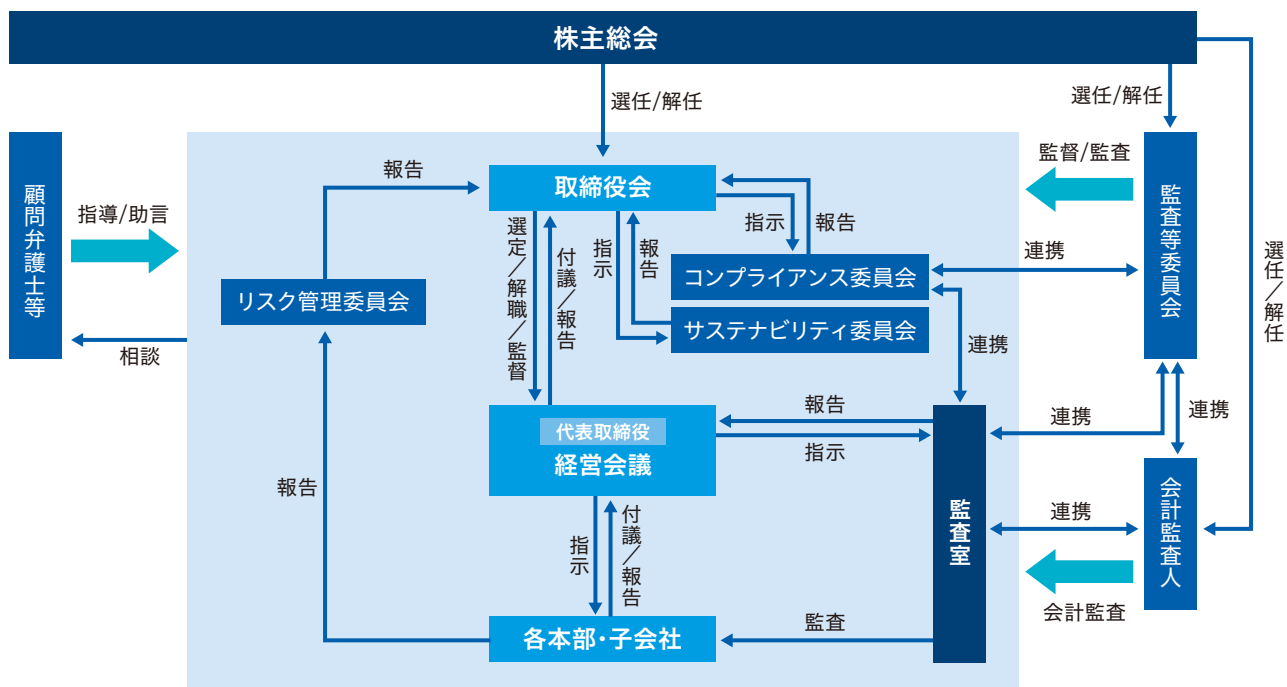 株主総会
選任/解任
選任/解任
選任/解任
顧問弁護士等
指導/助言
相談
報告
取締役会
指示
報告
監督/監査
監査等委員会
連携
選定/解職/監督
付議/報告
指示
報告
コンプライアンス委員会
サステナビリティ委員会
リスク管理委員会
連携
代表取締役
経営会議
報告
指示
連携
連携
報告
監査室
連携
会計監査人
会計監査
指示
付議/報告
各本部・子会社
監査